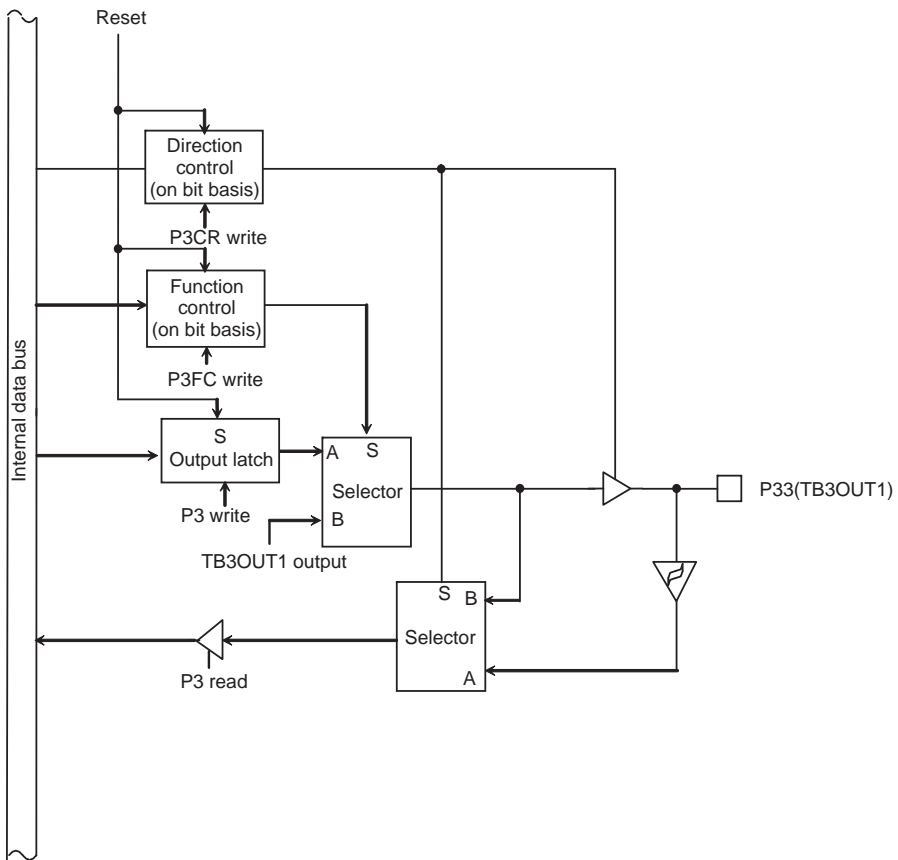 Reset
Direction
control
(on bit basis)
P3CR write
Function
control
(on bit basis)
P3FC write
Internal data bus
S
Output latch
P3 write
A
S
Selector
B
TB3OUT1 output
P33(TB3OUT1)
S
B
Selector
A
P3 read